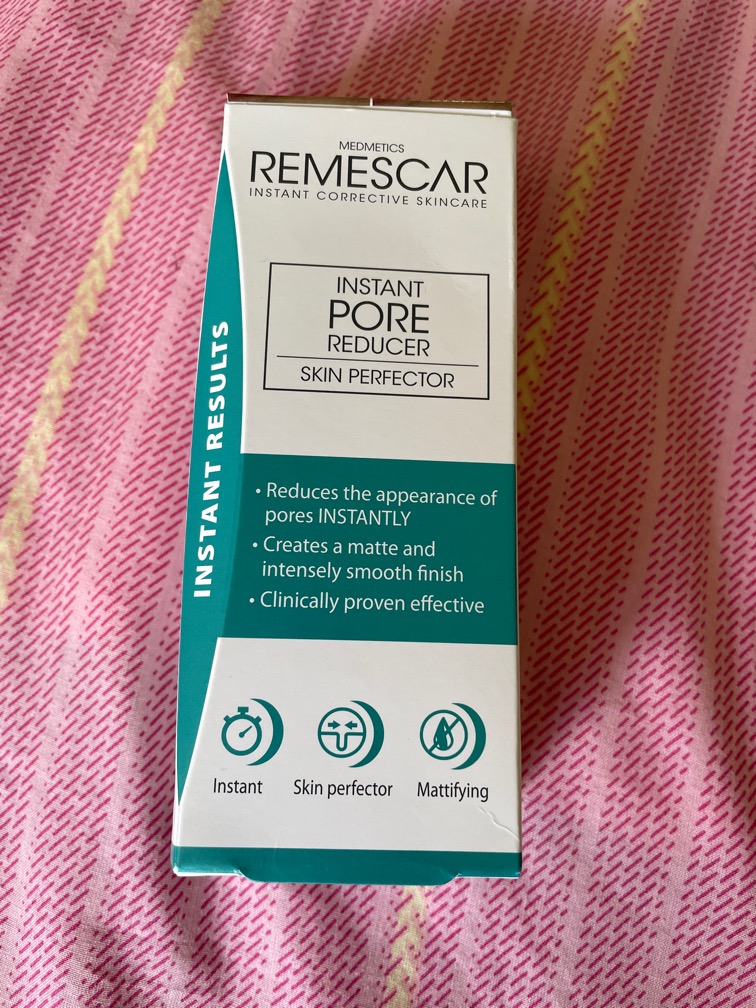 MEDMETICS
REMESCAR
INSTANT CORRECTIVE SKINCARE
INSTANT
PORE
REDUCER
SKIN PERFECTOR
INSTANT RESULTS
• Reduces the appearance of
pores INSTANTLY
• Creates a matte and
intensely smooth finish
• Clinically proven effective
Instant
Skin perfector
Mattifying